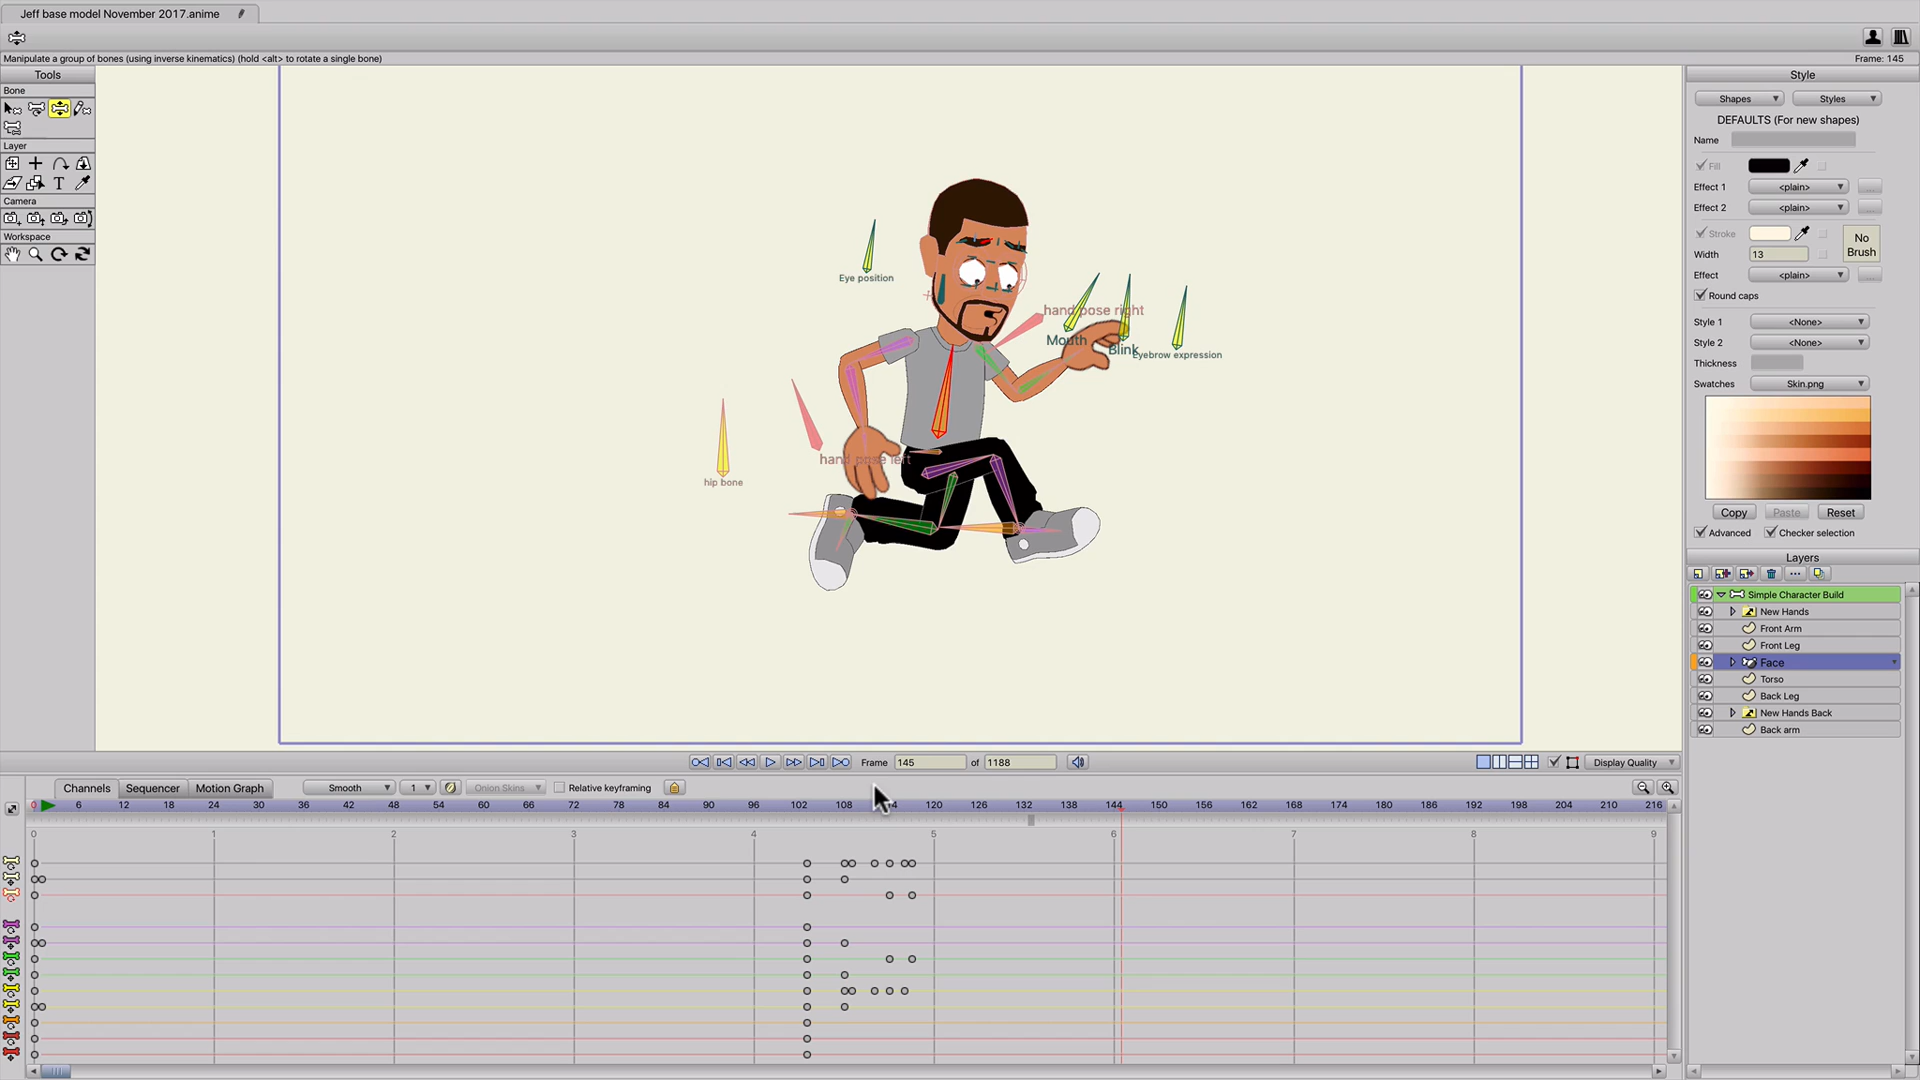 Jeff base model November 2017.anime
Manipulate a group of bones (using inverse kinematics) (hold <alt> to rotate a single bone)
Frame: 145
Tools
Bone
Layer
T
Camera
Workspace
Eye position
hand pose right
Mouth
Blink
Eyebrow expression
hand pose left
hip bone
Style
Shapes
Styles
DEFAULTS (For new shapes)
Name
Fill
Effect 1
<plain>
...
Effect 2
<plain>
...
Stroke
No Brush
Width
13
Effect
<plain>
...
Round caps
Style 1
<None>
Style 2
<None>
Thickness
Swatches
Skin.png
Copy
Paste
Reset
Advanced
Checker selection
Layers
Simple Character Build
New Hands
Front Arm
Front Leg
Face
Torso
Back Leg
New Hands Back
Back arm
Frame
145
of
1188
Display Quality
Channels
Sequencer
Motion Graph
Smooth
1
Onion Skins
Relative keyframing
0 6 12 18 24 30 36 42 48 54 60 66 72 78 84 90 96 102 108 120 126 132 138 144 150 156 162 168 174 180 186 192 198 204 210 216
0 1 2 3 4 5 6 7 8 9